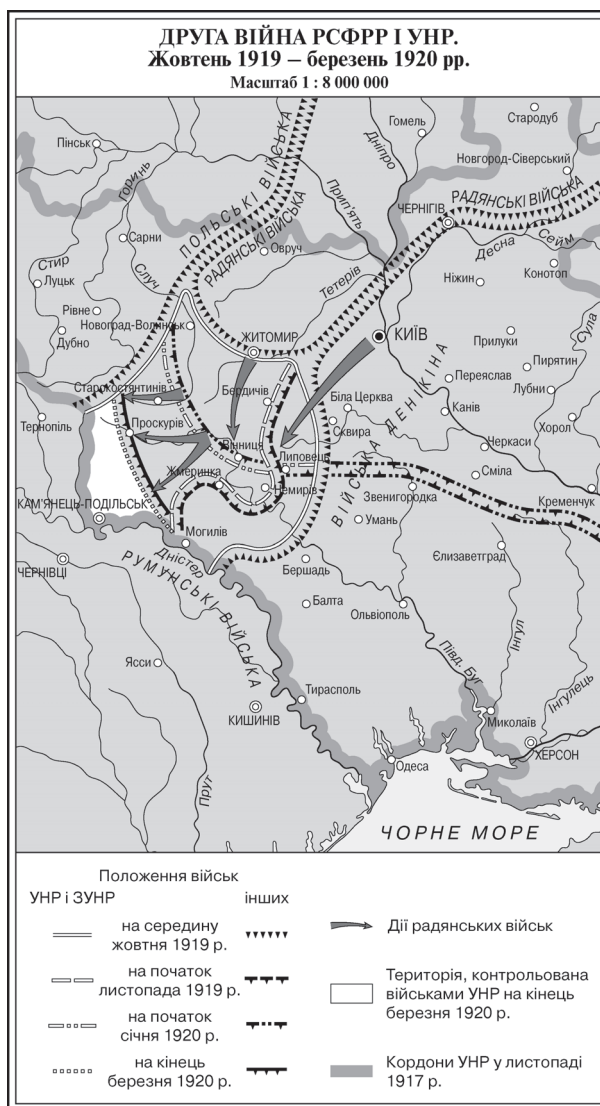 ДРУГА ВІЙНА РСФРР І УНР.
Жовтень 1919 – березень 1920 рр.
Масштаб 1 : 8 000 000
Стародуб
Гомель
Дніпро
Пінськ
Новгород-Сіверський
Горинь
ПОЛЬСЬКІ ВІЙСЬКА
Прип'ять
РАДЯНСЬКІ ВІЙСЬКА
ЧЕРНІГІВ
РАДЯНСЬКІ ВІЙСЬКА
Сарни
Овруч
Десна
Сейм
Стир
Случ
Тетерів
Конотоп
Луцьк
Ніжин
Рівне
Новоград-Волинськ
Сула
Дубно
ЖИТОМИР
КИЇВ
Прилуки
Пирятин
Старокостянтинів
Бердичів
Переяслав
Лубни
Біла Церква
Тернопіль
Проскурів
Канів
Хорол
Сквира
ВІЙСЬКА ДЕНІКІНА
Вінниця
Липовець
Черкаси
Жмеринка
Сміла
Немирів
Звенигородка
Кременчук
КАМ'ЯНЕЦЬ-ПОДІЛЬСЬК
Умань
Могилів
Єлизаветград
Дністер
Бершадь
ЧЕРНІВЦІ
РУМУНСЬКІ ВІЙСЬКА
Балта
Ольвіополь
Інгул
Півд. Буг
Інгулець
Ясси
Тирасполь
КИШИНІВ
Миколаїв
ХЕРСОН
Прут
Одеса
ЧОРНЕ МОРЕ
Положення військ
УНР і ЗУНР
інших
на середину
жовтня 1919 р.
на початок
листопада 1919 р.
на початок
січня 1920 р.
на кінець
березня 1920 р.
Дії радянських військ
Територія, контрольована
військами УНР на кінець
березня 1920 р.
Кордони УНР у листопаді
1917 р.